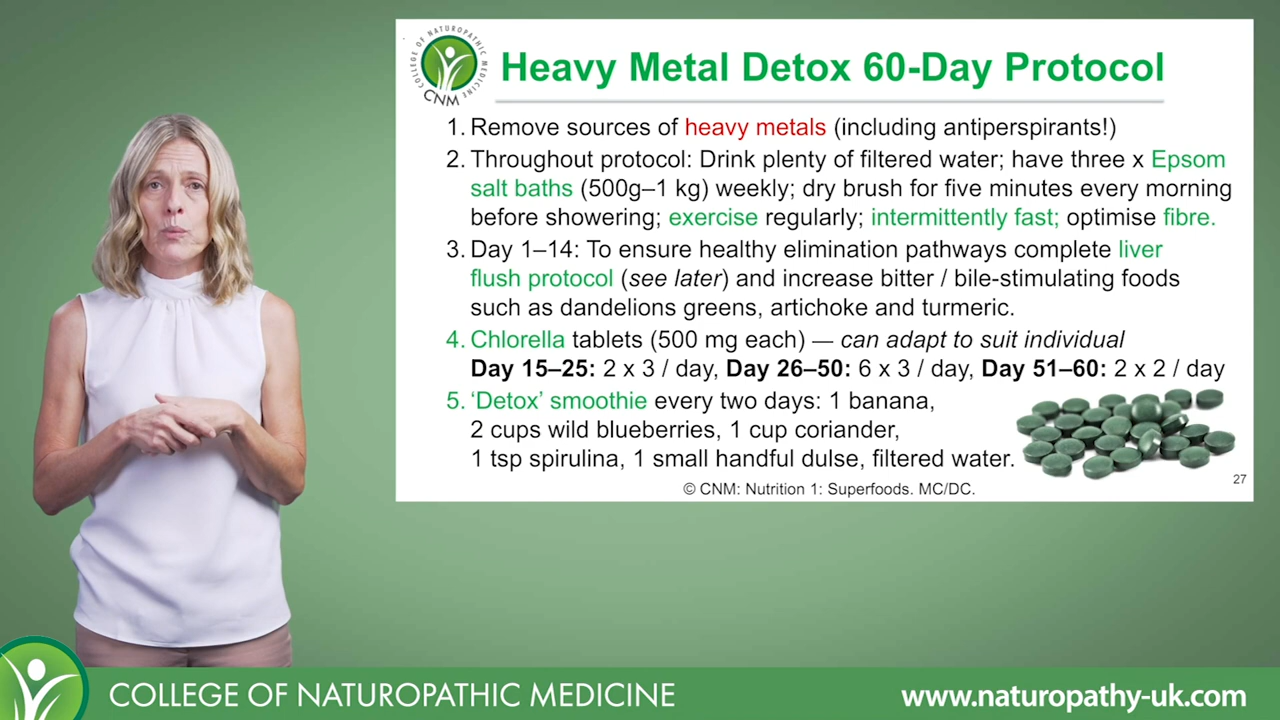 COLLEGE OF NATUROPATHIC MEDICINE
CNM
Heavy Metal Detox 60-Day Protocol
1. Remove sources of heavy metals (including antiperspirants!)
2. Throughout protocol: Drink plenty of filtered water; have three x Epsom
salt baths (500g–1 kg) weekly; dry brush for five minutes every morning
before showering; exercise regularly; intermittently fast; optimise fibre.
3. Day 1–14: To ensure healthy elimination pathways complete liver
flush protocol (see later) and increase bitter / bile-stimulating foods
such as dandelions greens, artichoke and turmeric.
4. Chlorella tablets (500 mg each) — can adapt to suit individual
Day 15–25: 2 x 3 / day, Day 26–50: 6 x 3 / day, Day 51–60: 2 x 2 / day
5. ‘Detox’ smoothie every two days: 1 banana,
2 cups wild blueberries, 1 cup coriander,
1 tsp spirulina, 1 small handful dulse, filtered water.
© CNM: Nutrition 1: Superfoods. MC/DC.
27
COLLEGE OF NATUROPATHIC MEDICINE
www.naturopathy-uk.com